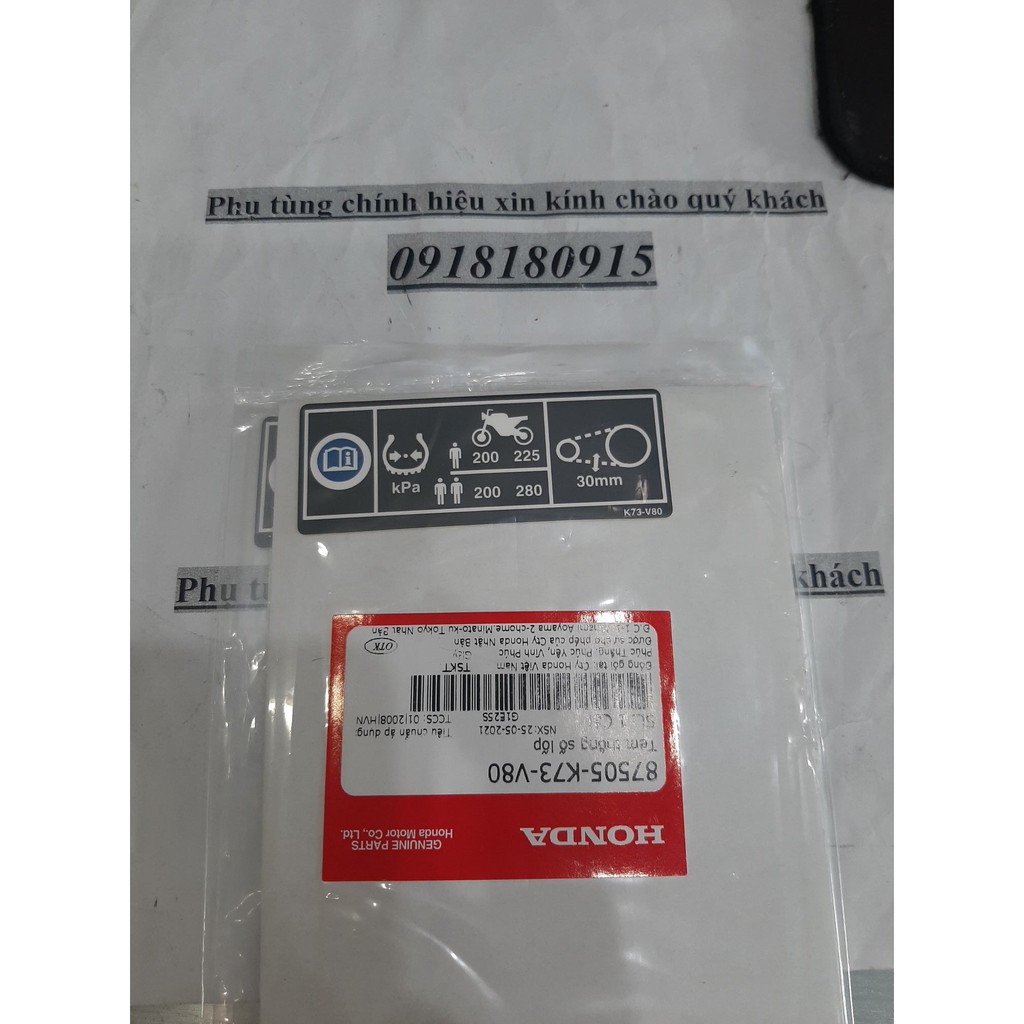 Phụ tùng chính hiệu xin kính chào quý khách
0918180915
kPa
200 225
200 280
30mm
K73-V80
Phụ
khách
HONDA
GENUINE PARTS
Honda Motor Co., Ltd.
87505-K73-V80
Tem thông số lốp
NSX: 25-05-2021
Tiêu chuẩn áp dụng:
G1E2SS
TCCS: 01|2008|HVN
Đóng gói tại: Cty Honda Việt Nam
TSKT
Phúc Thắng, Phúc Yên, Vĩnh Phúc
Được sự cho phép của Cty Honda Nhật Bản
Aoyama 2-chome Minato-ku Tokyo Nhật Bản
OTK